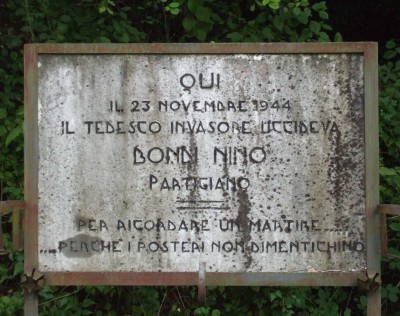 QUI
IL 23 NOVEMBRE 1944
IL TEDESCO INVASORE UCCIDEVA
BONDI NINO
PARTIGIANO
PER RICORDARE UN MARTIRE....
....PERCHE I POSTERI NON DIMENTICHINO